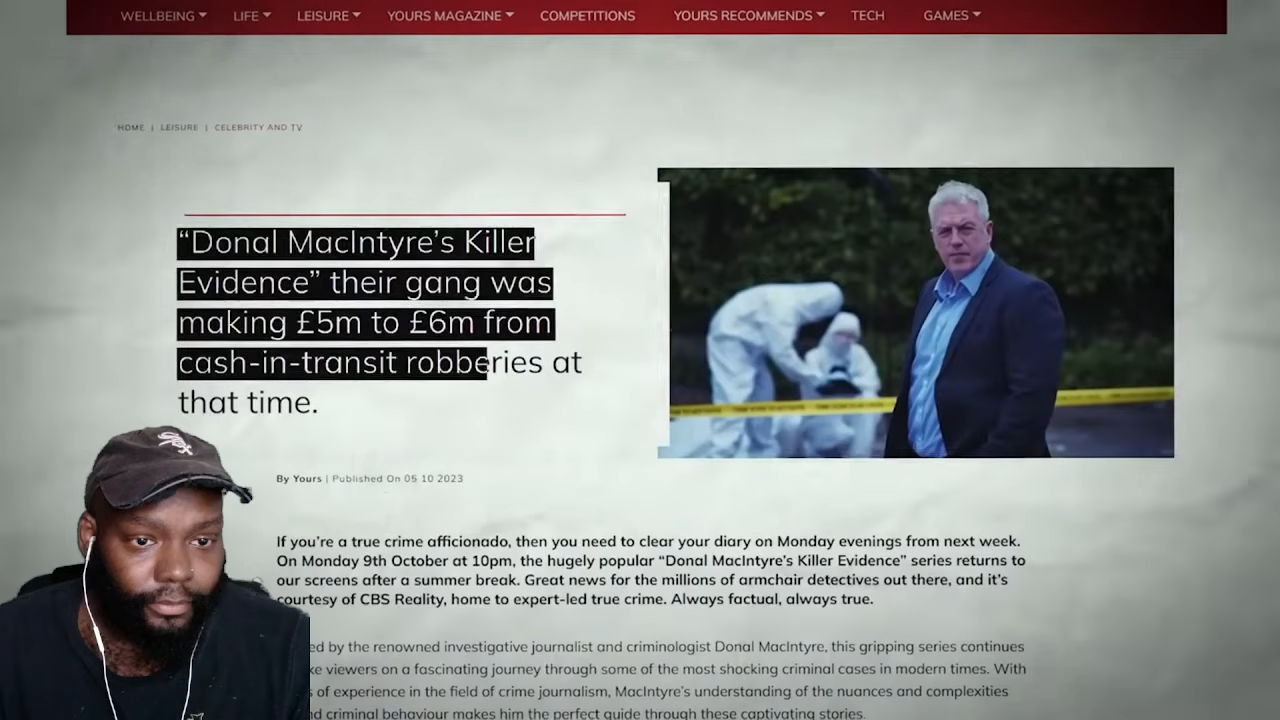 WELLBEING LIFE LEISURE YOURS MAGAZINE COMPETITIONS YOURS RECOMMENDS TECH GAMES
HOME | LEISURE | CELEBRITY AND TV
“Donal MacIntyre’s Killer
Evidence” their gang was
making £5m to £6m from
cash-in-transit robberies at
that time.
By Yours | Published On 05 10 2023
If you’re a true crime afficionado, then you need to clear your diary on Monday evenings from next week.
On Monday 9th October at 10pm, the hugely popular “Donal MacIntyre’s Killer Evidence” series returns to
our screens after a summer break. Great news for the millions of armchair detectives out there, and it’s
courtesy of CBS Reality, home to expert-led true crime. Always factual, always true.
by the renowned investigative journalist and criminologist Donal MacIntyre, this gripping series continues
viewers on a fascinating journey through some of the most shocking criminal cases in modern times. With
of experience in the field of crime journalism, MacIntyre’s understanding of the nuances and complexities
criminal behaviour makes him the perfect guide through these captivating stories.